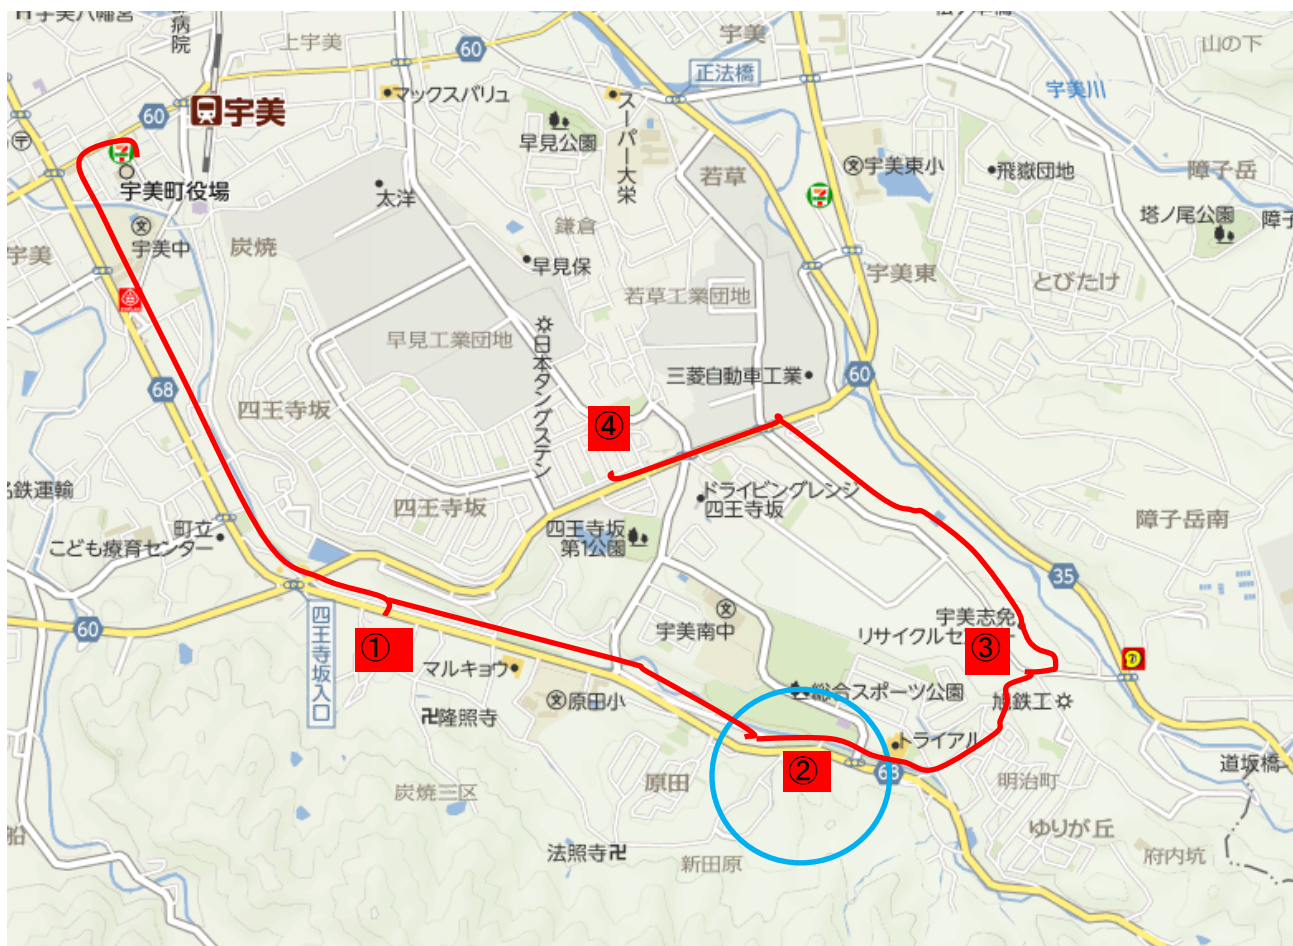 宇美八幡宮
病院
上宇美
60
宇美
正法橋
山の下
宇美川
マックスバリュ
スーパー大栄
早見公園
60
宇美
宇美町役場
太洋
若草
宇美東小
飛嶽団地
障子岳
塔ノ尾公園
障子
宇美中
宇美
炭焼
鎌倉
早見保
宇美東
とびたけ
若草工業団地
早見工業団地
日本タングステン
三菱自動車工業
60
68
四王寺坂
④
ドライビングレンジ
四王寺坂
名鉄運輸
四王寺坂
障子岳南
町立
こども療育センター
四王寺坂
第1公園
35
60
四王寺坂入口
①
宇美南中
宇美志免
リサイクルセンター
③
マルキョウ
総合スポーツ公園
原田小
旭鉄工
卍隆照寺
トライアル
②
68
道坂橋
原田
明治町
炭焼三区
ゆりが丘
法照寺卍
新田原
府内坑
船